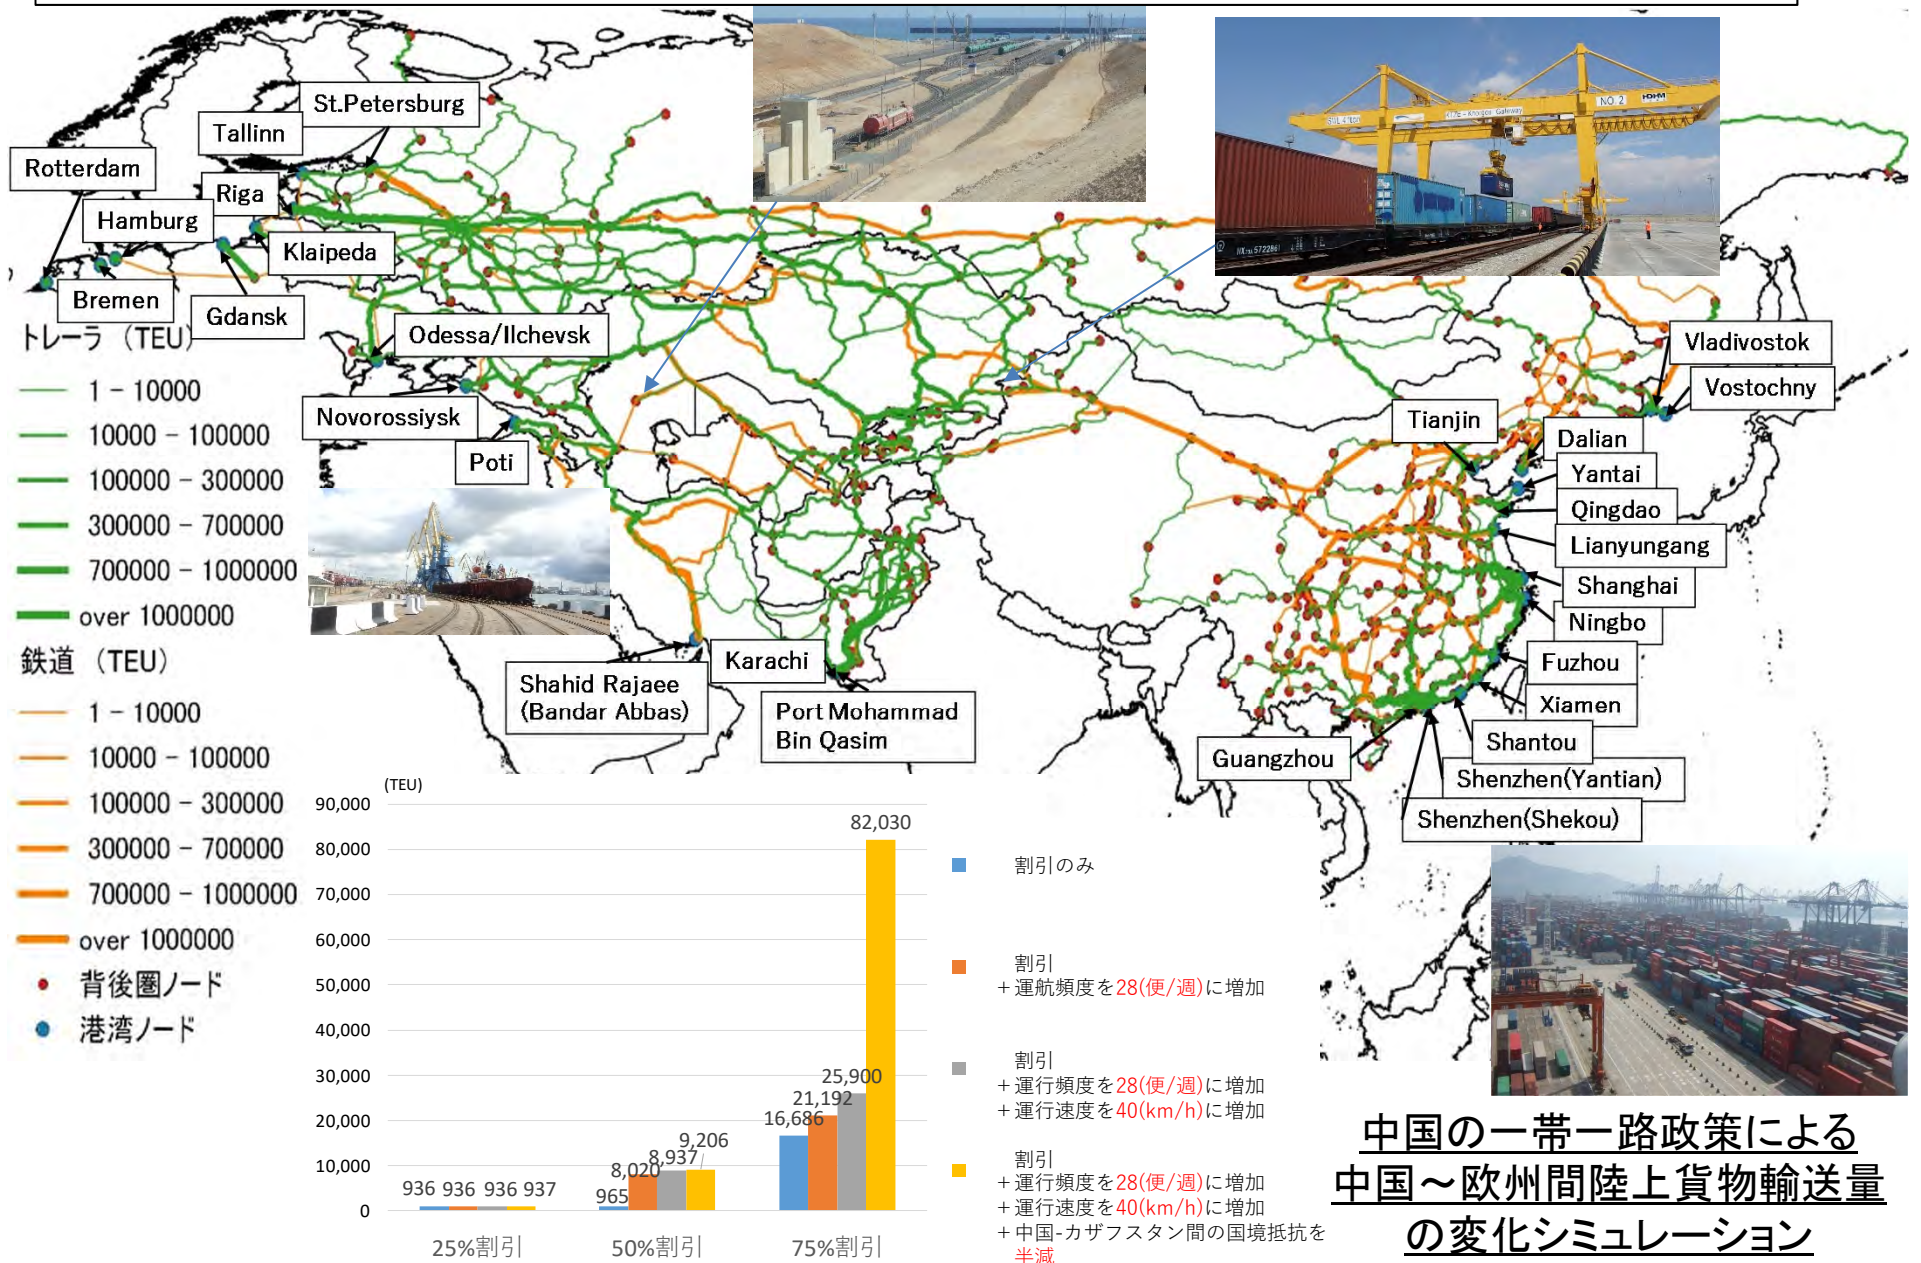 SWL 41ton
KTZE - Khorgos Gateway
NO. 2
HDHM
St.Petersburg
Tallinn
Rotterdam
Riga
Hamburg
Klaipeda
Bremen
Gdansk
トレーラ (TEU)
1 - 10000
10000 - 100000
100000 - 300000
300000 - 700000
700000 - 1000000
over 1000000
鉄道 (TEU)
1 - 10000
10000 - 100000
100000 - 300000
300000 - 700000
700000 - 1000000
over 1000000
背後圏ノード
港湾ノード
Odessa/Ilchevsk
Novorossiysk
Poti
Shahid Rajaee
(Bandar Abbas)
Karachi
Port Mohammad
Bin Qasim
Vladivostok
Vostochny
Tianjin
Dalian
Yantai
Qingdao
Lianyungang
Shanghai
Ningbo
Fuzhou
Xiamen
Shantou
Guangzhou
Shenzhen(Yantian)
Shenzhen(Shekou)
(TEU)
90,000
80,000
70,000
60,000
50,000
40,000
30,000
20,000
10,000
0
936 936 936 937
965 8,020 8,937 9,206
16,686 21,192 25,900 82,030
25%割引 50%割引 75%割引
割引のみ
割引
+運航頻度を28(便/週)に増加
割引
+運行頻度を28(便/週)に増加
+運行速度を40(km/h)に増加
割引
+運行頻度を28(便/週)に増加
+運行速度を40(km/h)に増加
+中国-カザフスタン間の国境抵抗を
半減
中国の一帯一路政策による
中国～欧州間陸上貨物輸送量
の変化シミュレーション